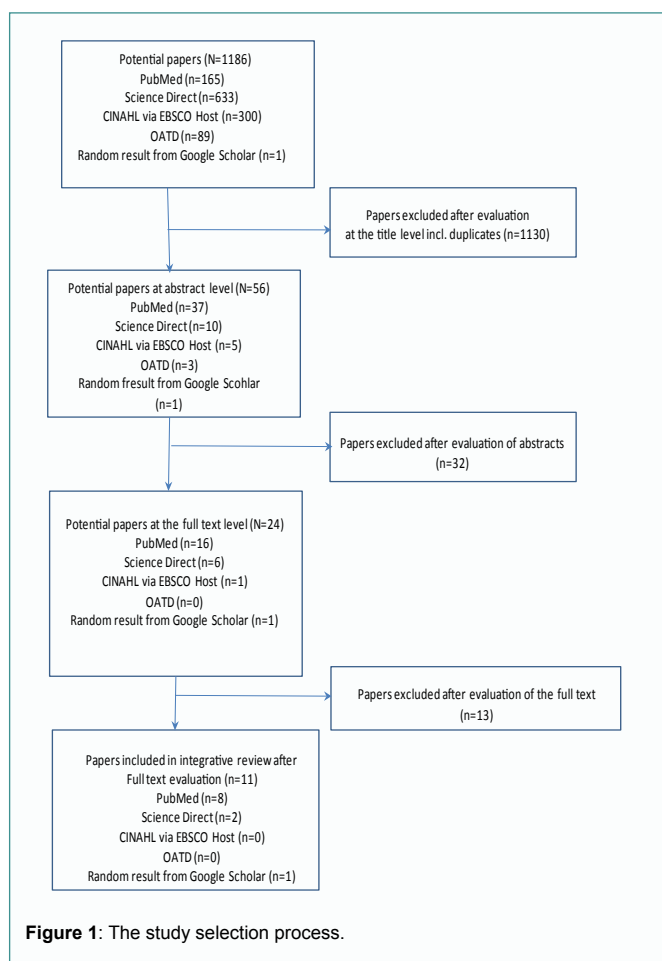 Potential papers (N=1186)
PubMed (n=165)
Science Direct (n=633)
CINAHL via EBSCO Host (n=300)
OATD (n=89)
Random result from Google Scholar (n=1)
Papers excluded after evaluation
at the title level incl. duplicates (n=1130)
Potential papers at abstract level (N=56)
PubMed (n=37)
Science Direct (n=10)
CINAHL via EBSCO Host (n=5)
OATD (n=3)
Random fresult from Google Scohlar
(n=1)
Papers excluded after evaluation of abstracts
(n=32)
Potential papers at the full text level (N=24)
PubMed (n=16)
Science Direct (n=6)
CINAHL via EBSCO Host (n=1)
OATD (n=0)
Random result from Google Scholar (n=1)
Papers excluded after evaluation of the full text
(n=13)
Papers included in integrative review after
Full text evaluation (n=11)
PubMed (n=8)
Science Direct (n=2)
CINAHL via EBSCO Host (n=0)
OATD (n=0)
Random result from Google Scholar (n=1)
Figure 1: The study selection process.